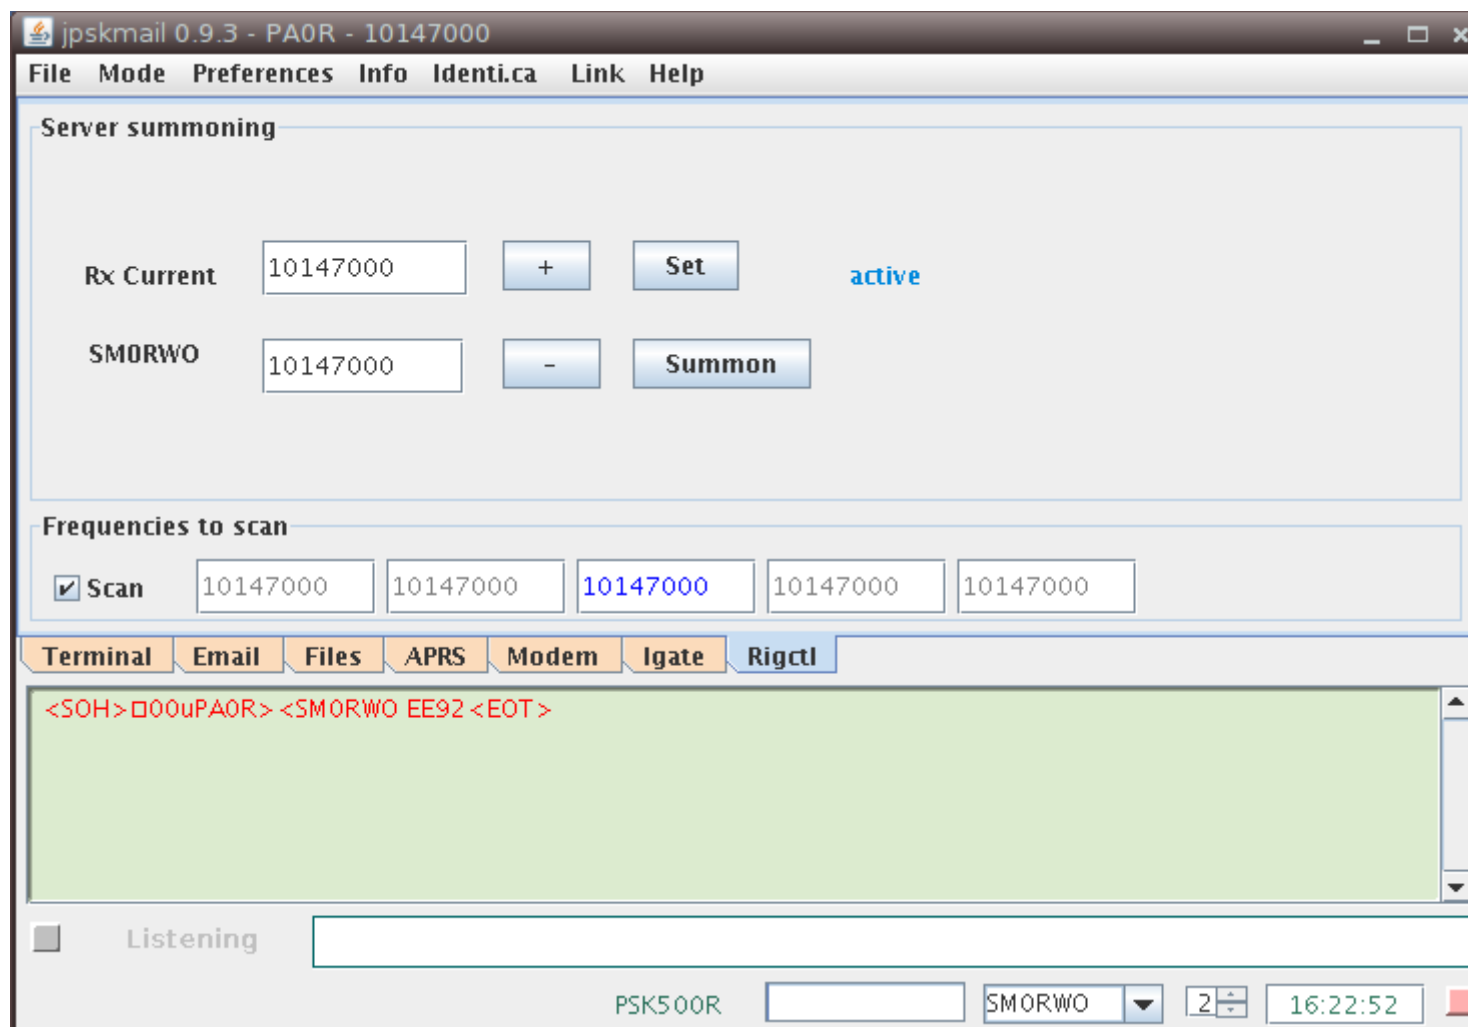 jpskmail 0.9.3 - PA0R - 10147000
File Mode Preferences Info Identi.ca Link Help
Server summoning
Rx Current 10147000 + Set active
SM0RWO 10147000 - Summon
Frequencies to scan
Scan 10147000 10147000 10147000 10147000 10147000
Terminal Email Files APRS Modem Igate Rigctl
<SOH>□00uPA0R><SM0RWO EE92<EOT>
Listening
PSK500R SM0RWO 2 16:22:52